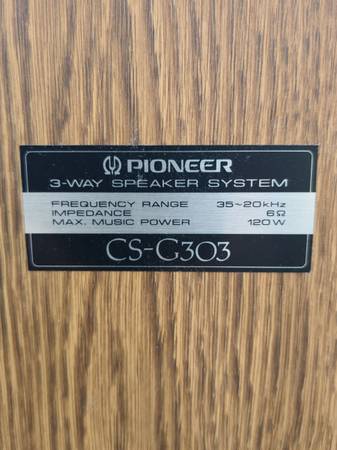 PIONEER
3-WAY SPEAKER SYSTEM
FREQUENCY RANGE 35~20kHz
IMPEDANCE 6Ω
MAX. MUSIC POWER 120W
CS-G303